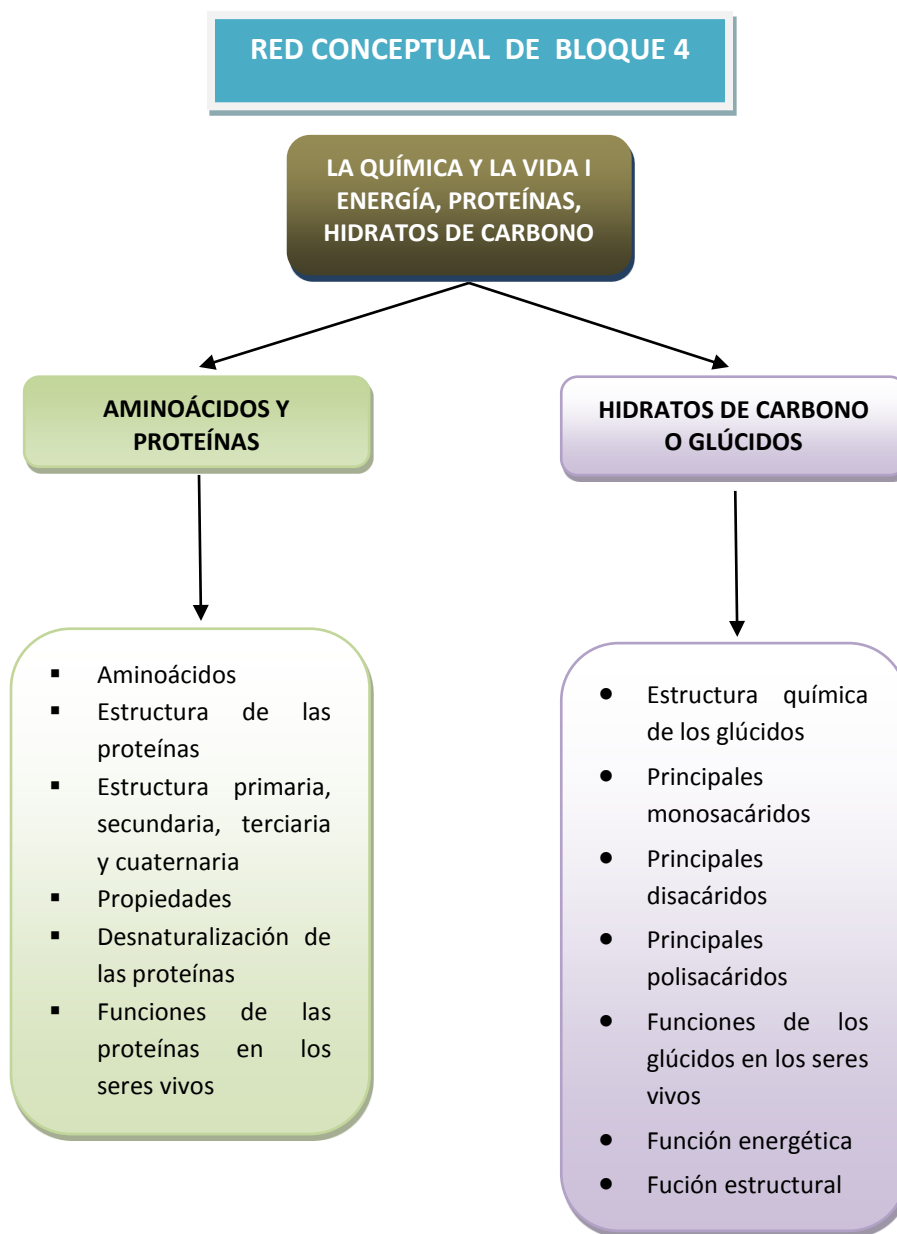 RED CONCEPTUAL DE BLOQUE 4
LA QUÍMICA Y LA VIDA I
ENERGÍA, PROTEÍNAS,
HIDRATOS DE CARBONO
AMINOÁCIDOS Y
PROTEÍNAS
HIDRATOS DE CARBONO
O GLÚCIDOS
▪ Aminoácidos
▪ Estructura de las
proteínas
▪ Estructura primaria,
secundaria, terciaria
y cuaternaria
▪ Propiedades
▪ Desnaturalización de
las proteínas
▪ Funciones de las
proteínas en los
seres vivos
● Estructura química
de los glúcidos
● Principales
monosacáridos
● Principales
disacáridos
● Principales
polisacáridos
● Funciones de los
glúcidos en los seres
vivos
● Función energética
● Fución estructural